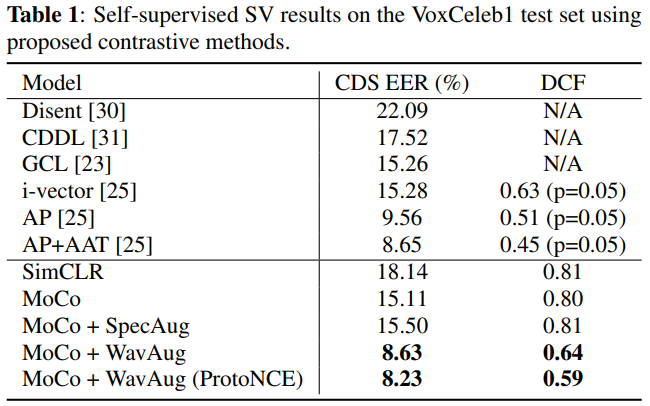 Table 1: Self-supervised SV results on the VoxCeleb1 test set using
proposed contrastive methods.
Model CDS EER (%) DCF
Disent [30] 22.09 N/A
CDDL [31] 17.52 N/A
GCL [23] 15.26 N/A
i-vector [25] 15.28 0.63 (p=0.05)
AP [25] 9.56 0.51 (p=0.05)
AP+AAT [25] 8.65 0.45 (p=0.05)
SimCLR 18.14 0.81
MoCo 15.11 0.80
MoCo + SpecAug 15.50 0.81
MoCo + WavAug 8.63 0.64
MoCo + WavAug (ProtoNCE) 8.23 0.59